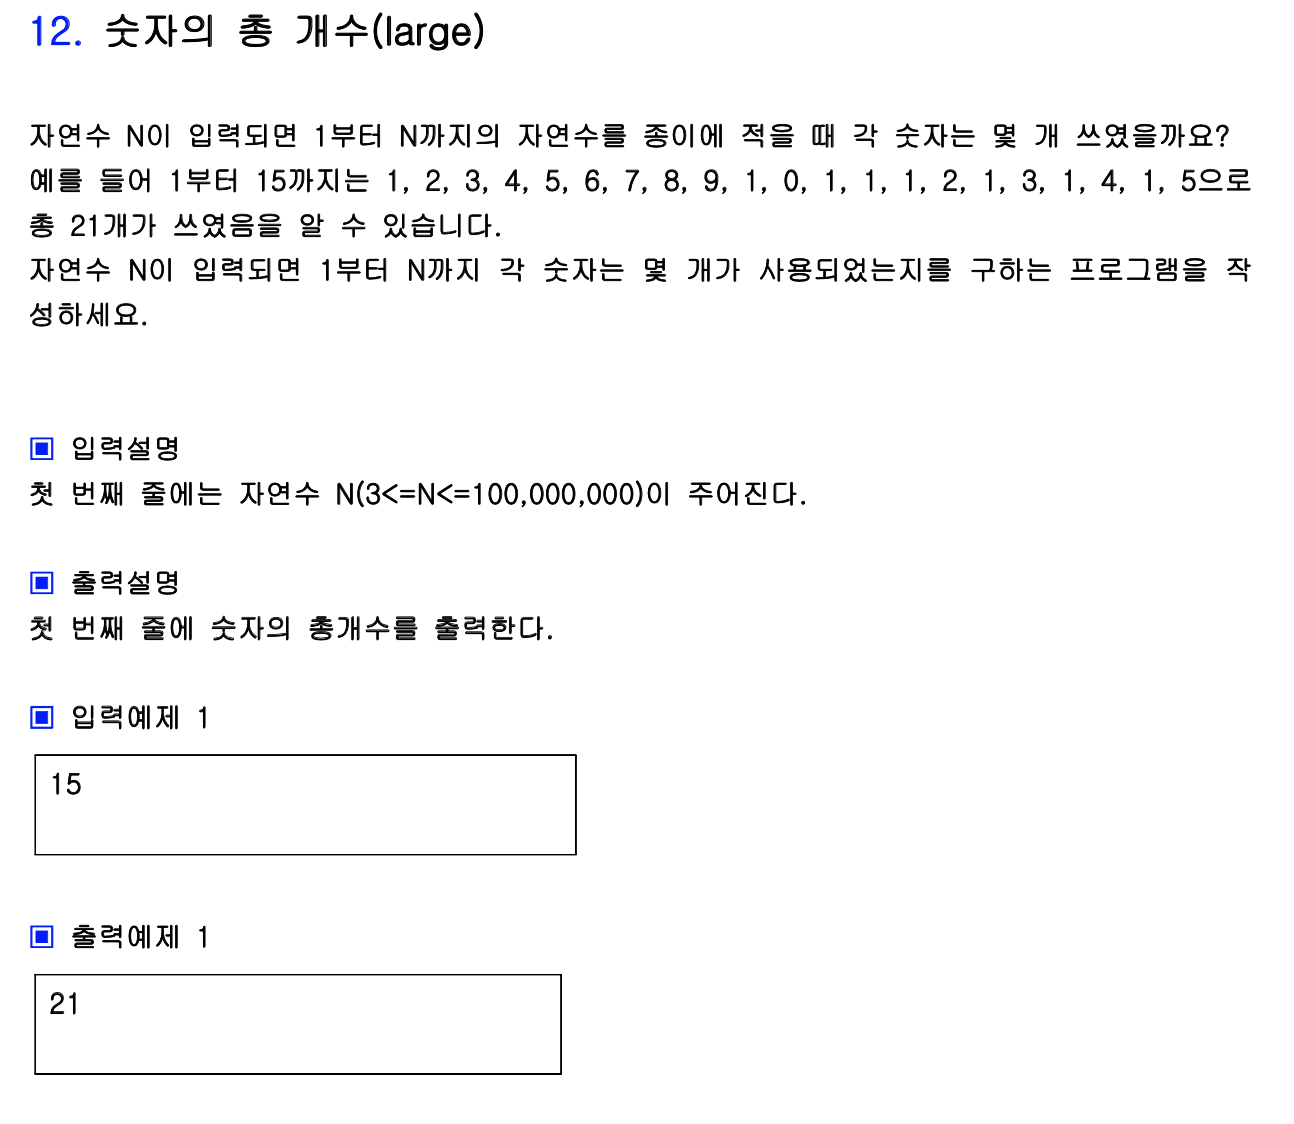 12. 숫자의 총 개수(large)
자연수 N이 입력되면 1부터 N까지의 자연수를 종이에 적을 때 각 숫자는 몇 개 쓰였을까요?
예를 들어 1부터 15까지는 1, 2, 3, 4, 5, 6, 7, 8, 9, 1, 0, 1, 1, 1, 2, 1, 3, 1, 4, 1, 5으로
총 21개가 쓰였음을 알 수 있습니다.
자연수 N이 입력되면 1부터 N까지 각 숫자는 몇 개가 사용되었는지를 구하는 프로그램을 작
성하세요.
▣ 입력설명
첫 번째 줄에는 자연수 N(3<=N<=100,000,000)이 주어진다.
▣ 출력설명
첫 번째 줄에 숫자의 총개수를 출력한다.
▣ 입력예제 1
15
▣ 출력예제 1
21